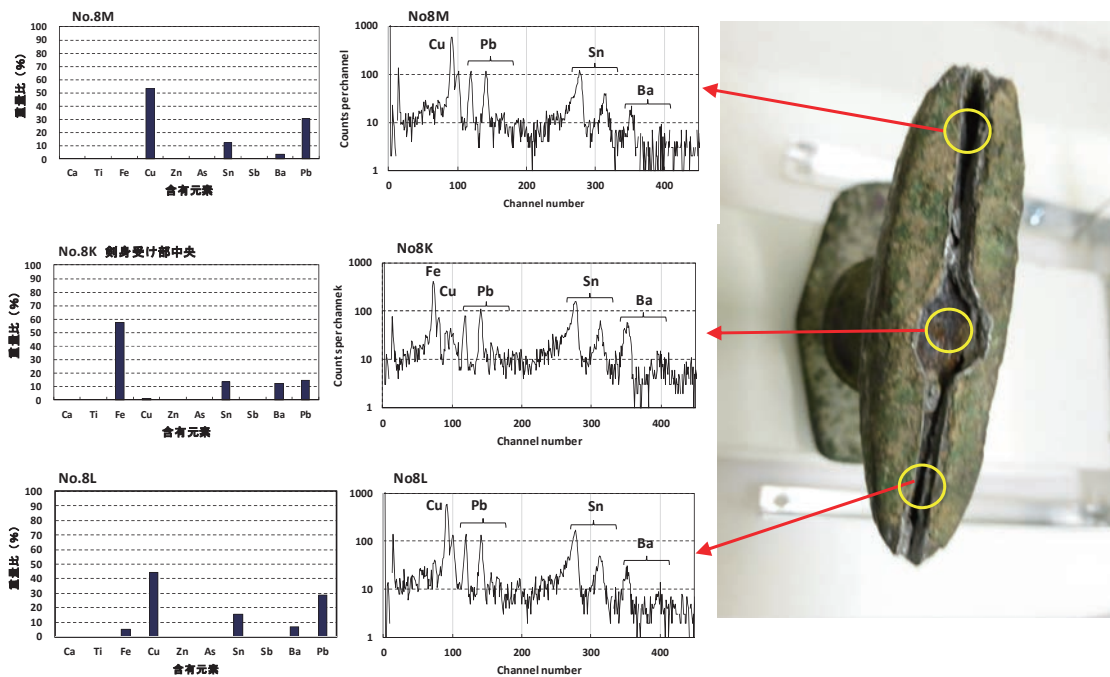 No.8M
重量比(%)
100
90
80
70
60
50
40
30
20
10
0
Ca Ti Fe Cu Zn As Sn Sb Ba Pb
含有元素
No8M
Counts per channel
1000
100
10
1
Cu
Pb
Sn
Ba
0 100 200 300 400
Channel number
No.8K 剣身受け部中央
重量比(%)
100
90
80
70
60
50
40
30
20
10
0
Ca Ti Fe Cu Zn As Sn Sb Ba Pb
含有元素
No8K
Counts per channek
1000
100
10
1
Fe
Cu
Pb
Sn
Ba
0 100 200 300 400
Channel number
No.8L
重量比(%)
100
90
80
70
60
50
40
30
20
10
0
Ca Ti Fe Cu Zn As Sn Sb Ba Pb
含有元素
No8L
Counts per channel
1000
100
10
1
Cu
Pb
Sn
Ba
0 100 200 300 400
Channel number